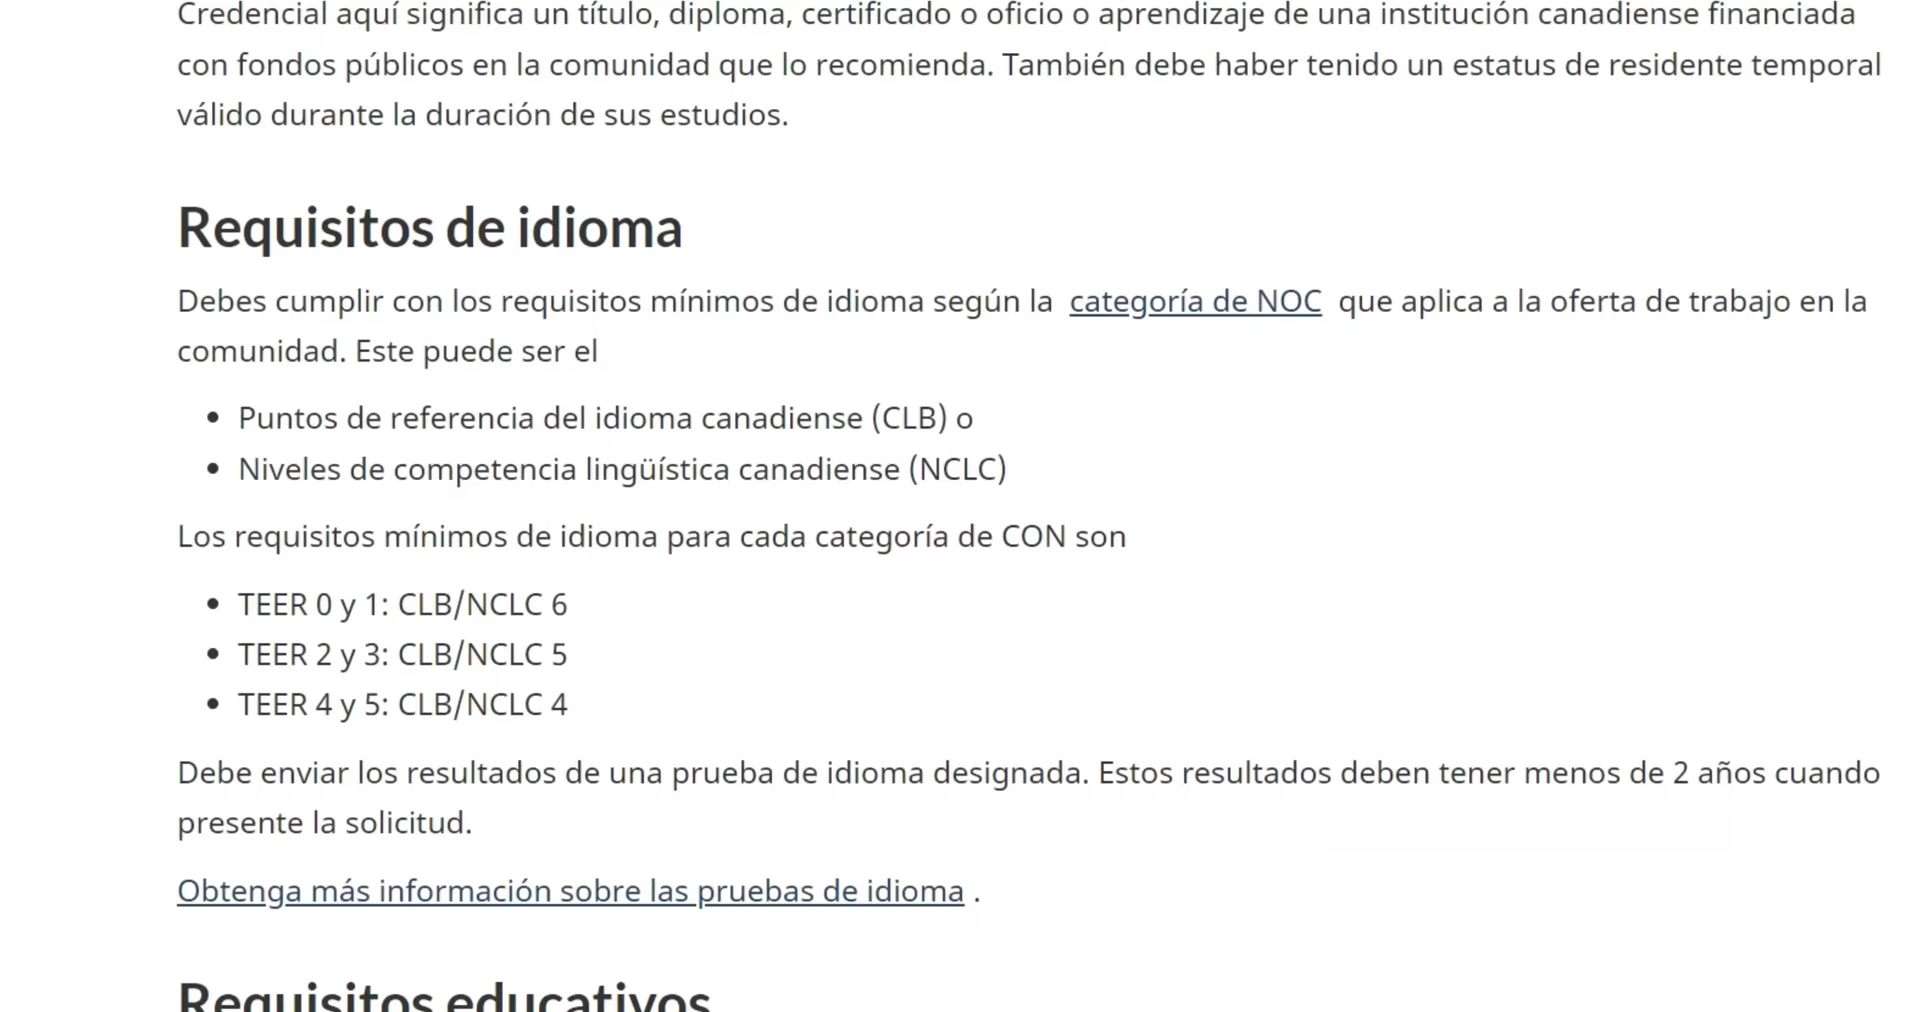 Credencial aquí significa un título, diploma, certificado o oficio o aprendizaje de una institución canadiense financiada
con fondos públicos en la comunidad que lo recomienda. También debe haber tenido un estatus de residente temporal
válido durante la duración de sus estudios.
Requisitos de idioma
Debes cumplir con los requisitos mínimos de idioma según la categoría de NOC que aplica a la oferta de trabajo en la
comunidad. Este puede ser el
• Puntos de referencia del idioma canadiense (CLB) o
• Niveles de competencia lingüística canadiense (NCLC)
Los requisitos mínimos de idioma para cada categoría de CON son
• TEER 0 y 1: CLB/NCLC 6
• TEER 2 y 3: CLB/NCLC 5
• TEER 4 y 5: CLB/NCLC 4
Debe enviar los resultados de una prueba de idioma designada. Estos resultados deben tener menos de 2 años cuando
presente la solicitud.
Obtenga más información sobre las pruebas de idioma .
Requisitos educativos